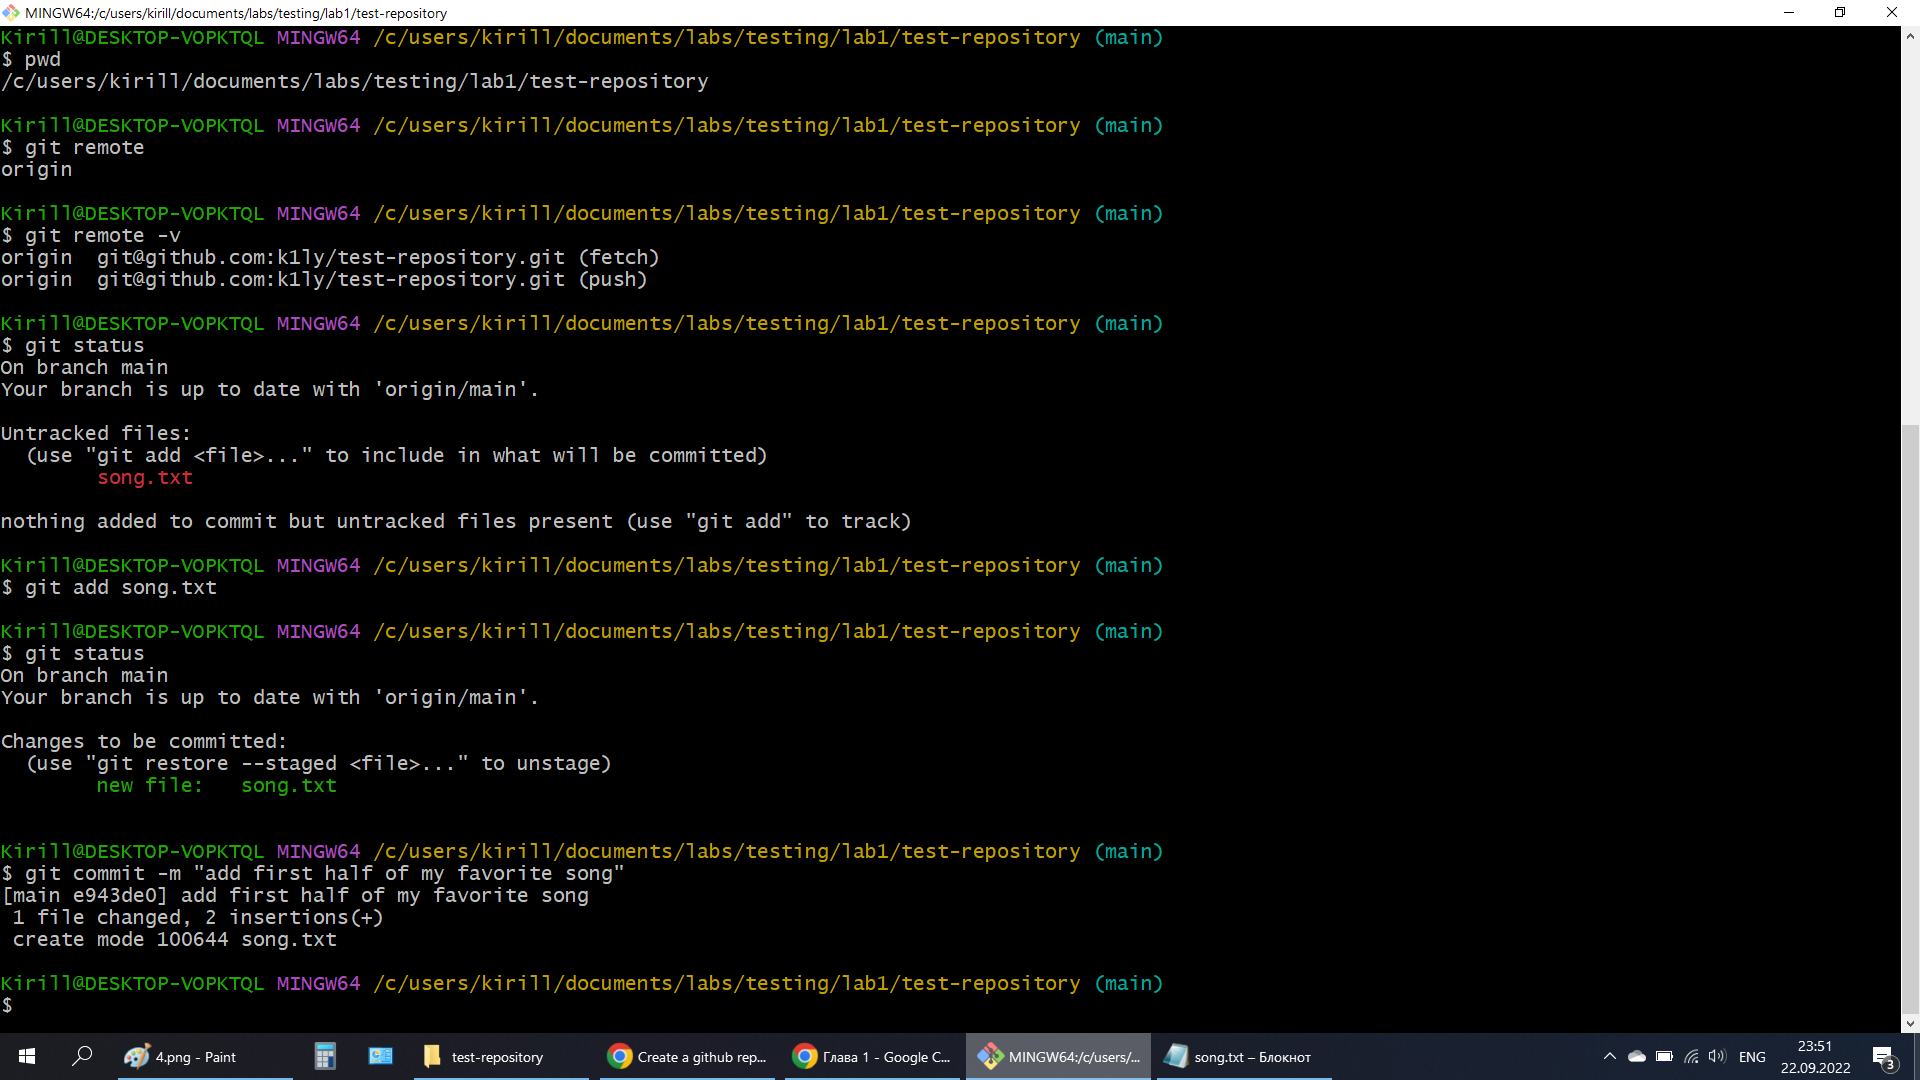 MINGW64:/c/users/kirill/documents/labs/testing/lab1/test-repository
Kirill@DESKTOP-VOPKTQL MINGW64 /c/users/kirill/documents/labs/testing/lab1/test-repository (main)
$ pwd
/c/users/kirill/documents/labs/testing/lab1/test-repository
Kirill@DESKTOP-VOPKTQL MINGW64 /c/users/kirill/documents/labs/testing/lab1/test-repository (main)
$ git remote
origin
Kirill@DESKTOP-VOPKTQL MINGW64 /c/users/kirill/documents/labs/testing/lab1/test-repository (main)
$ git remote -v
origin  git@github.com:k1ly/test-repository.git (fetch)
origin  git@github.com:k1ly/test-repository.git (push)
Kirill@DESKTOP-VOPKTQL MINGW64 /c/users/kirill/documents/labs/testing/lab1/test-repository (main)
$ git status
On branch main
Your branch is up to date with 'origin/main'.
Untracked files:
  (use "git add <file>..." to include in what will be committed)
        song.txt
nothing added to commit but untracked files present (use "git add" to track)
Kirill@DESKTOP-VOPKTQL MINGW64 /c/users/kirill/documents/labs/testing/lab1/test-repository (main)
$ git add song.txt
Kirill@DESKTOP-VOPKTQL MINGW64 /c/users/kirill/documents/labs/testing/lab1/test-repository (main)
$ git status
On branch main
Your branch is up to date with 'origin/main'.
Changes to be committed:
  (use "git restore --staged <file>..." to unstage)
        new file:   song.txt
Kirill@DESKTOP-VOPKTQL MINGW64 /c/users/kirill/documents/labs/testing/lab1/test-repository (main)
$ git commit -m "add first half of my favorite song"
[main e943de0] add first half of my favorite song
 1 file changed, 2 insertions(+)
 create mode 100644 song.txt
Kirill@DESKTOP-VOPKTQL MINGW64 /c/users/kirill/documents/labs/testing/lab1/test-repository (main)
$
4.png - Paint
test-repository
Create a github rep...
Глава 1 - Google C...
MINGW64:/c/users/...
song.txt – Блокнот
ENG
23:51
22.09.2022
3